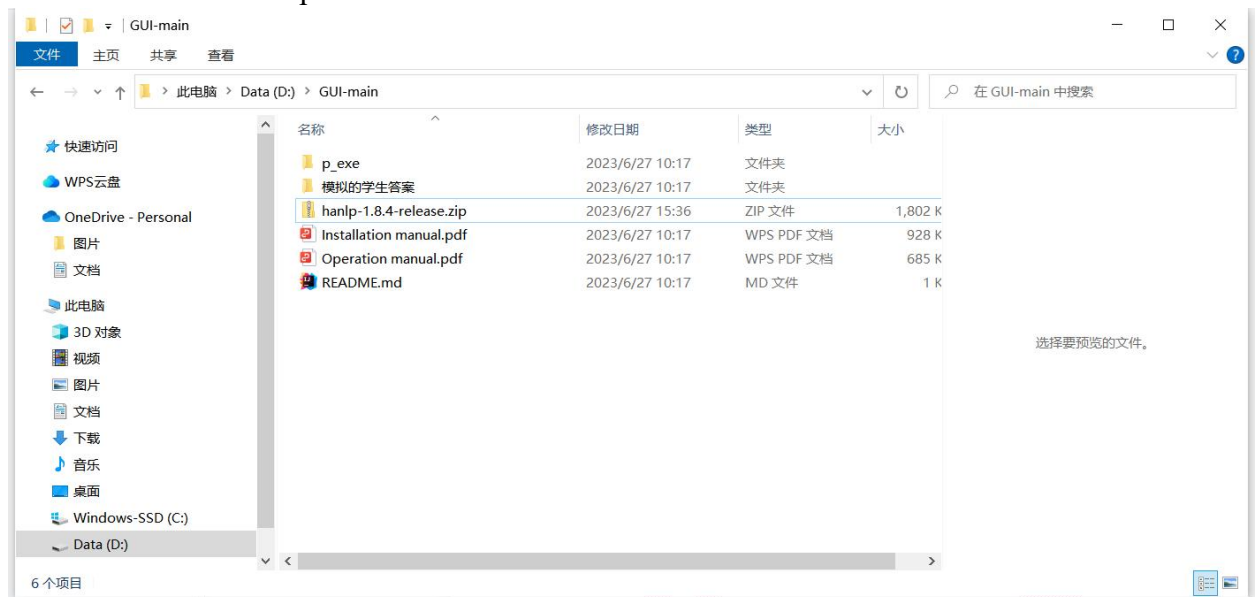 GUI-main
文件 主页 共享 查看
此电脑 > Data (D:) > GUI-main
在 GUI-main 中搜索
快速访问
WPS云盘
OneDrive - Personal
图片
文档
此电脑
3D 对象
视频
图片
文档
下载
音乐
桌面
Windows-SSD (C:)
Data (D:)
名称 修改日期 类型 大小
p_exe 2023/6/27 10:17 文件夹
模拟的学生答案 2023/6/27 10:17 文件夹
hanlp-1.8.4-release.zip 2023/6/27 15:36 ZIP 文件 1,802 K
Installation manual.pdf 2023/6/27 10:17 WPS PDF 文档 928 K
Operation manual.pdf 2023/6/27 10:17 WPS PDF 文档 685 K
README.md 2023/6/27 10:17 MD 文件 1 K
选择要预览的文件。
6 个项目